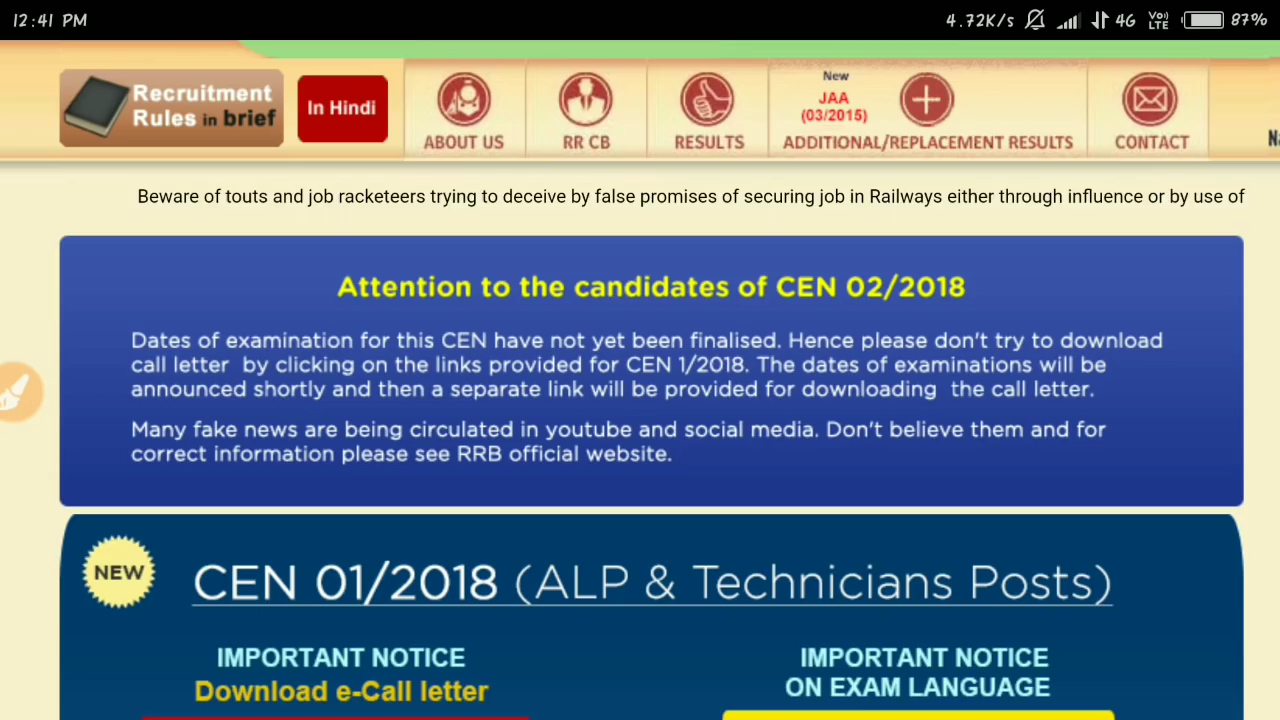 12:41 PM
4.72K/s 4G Vo) LTE 87%
Recruitment
Rules in brief
In Hindi
ABOUT US
RR CB
RESULTS
New
JAA
(03/2015)
ADDITIONAL/REPLACEMENT RESULTS
CONTACT
Beware of touts and job racketeers trying to deceive by false promises of securing job in Railways either through influence or by use of
Attention to the candidates of CEN 02/2018
Dates of examination for this CEN have not yet been finalised. Hence please don't try to download
call letter by clicking on the links provided for CEN 1/2018. The dates of examinations will be
announced shortly and then a separate link will be provided for downloading the call letter.
Many fake news are being circulated in youtube and social media. Don't believe them and for
correct information please see RRB official website.
NEW
CEN 01/2018 (ALP & Technicians Posts)
IMPORTANT NOTICE
Download e-Call letter
IMPORTANT NOTICE
ON EXAM LANGUAGE